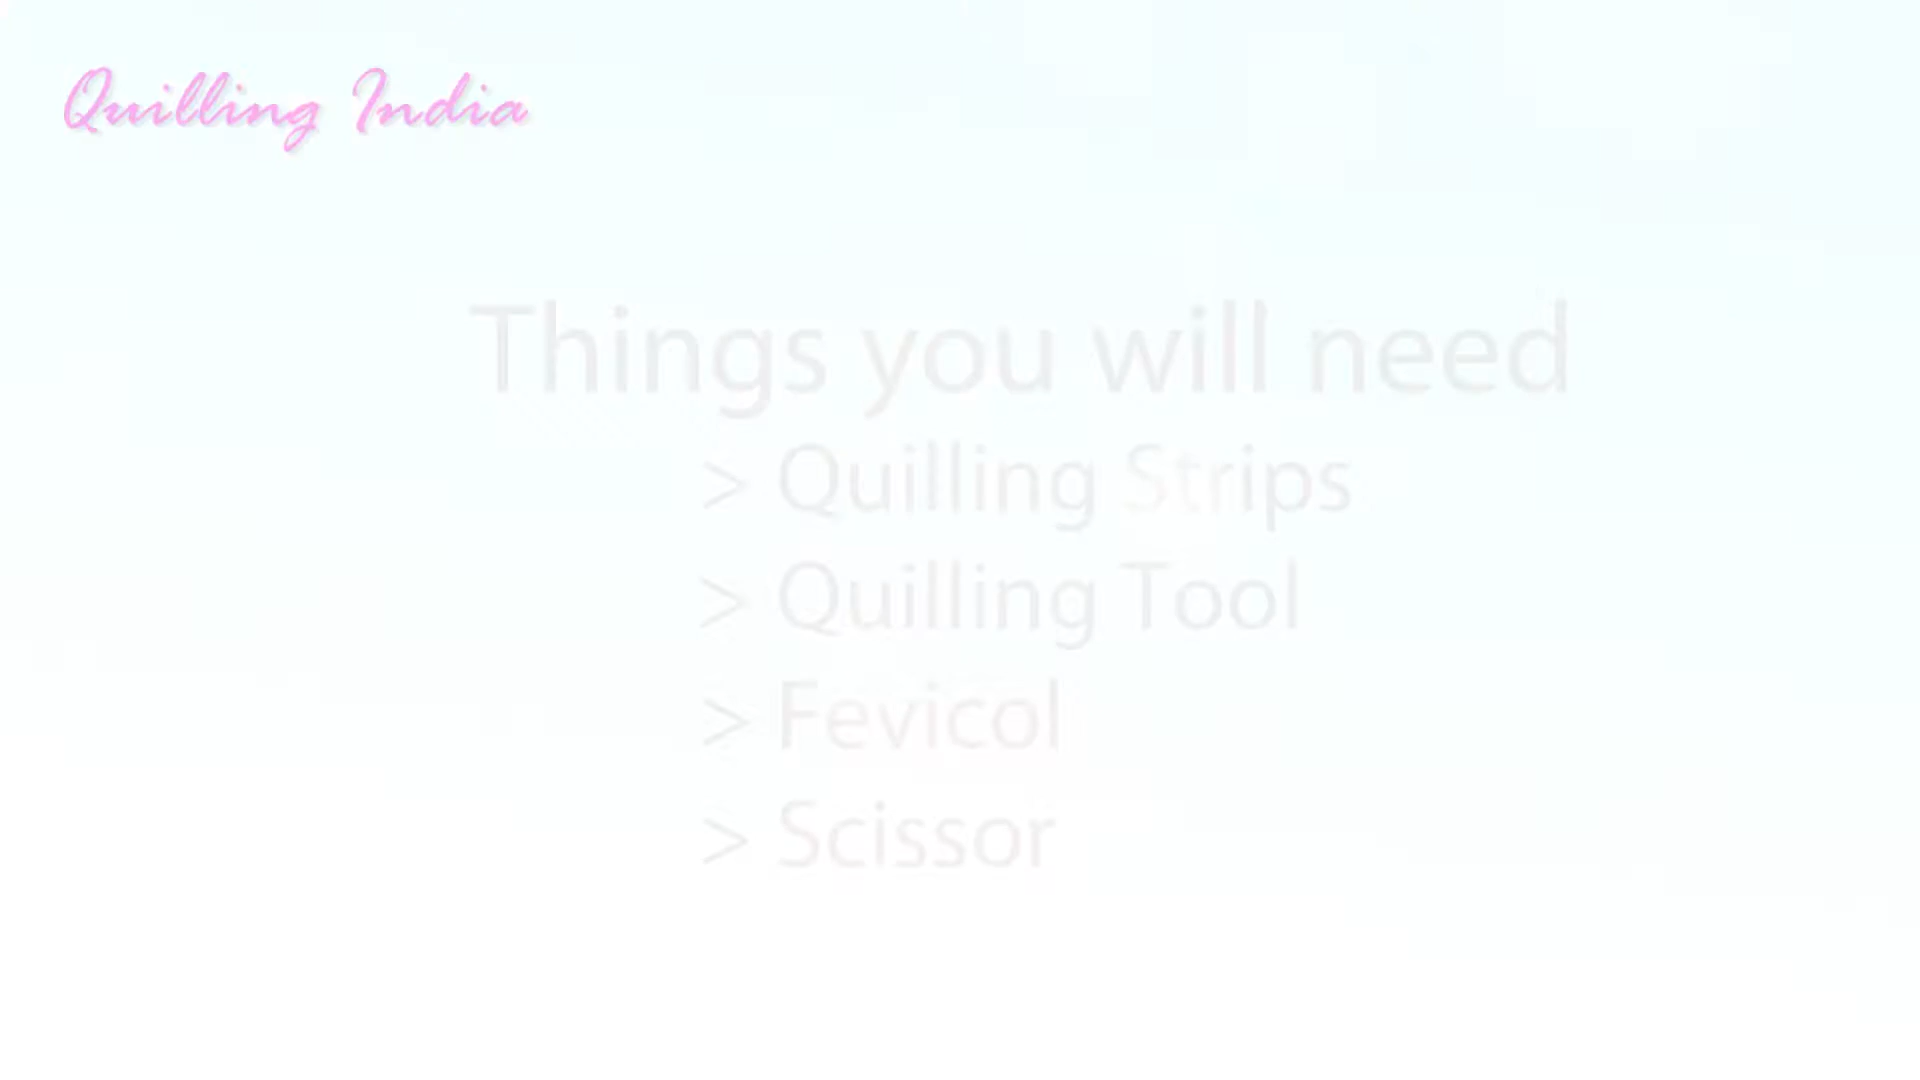 Quilling India
Things you will need
> Quilling Strips
> Quilling Tool
> Fevicol
> Scissor